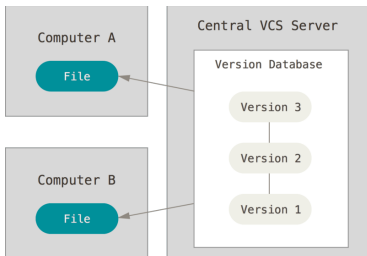 Computer A
File
Computer B
File
Central VCS Server
Version Database
Version 3
Version 2
Version 1